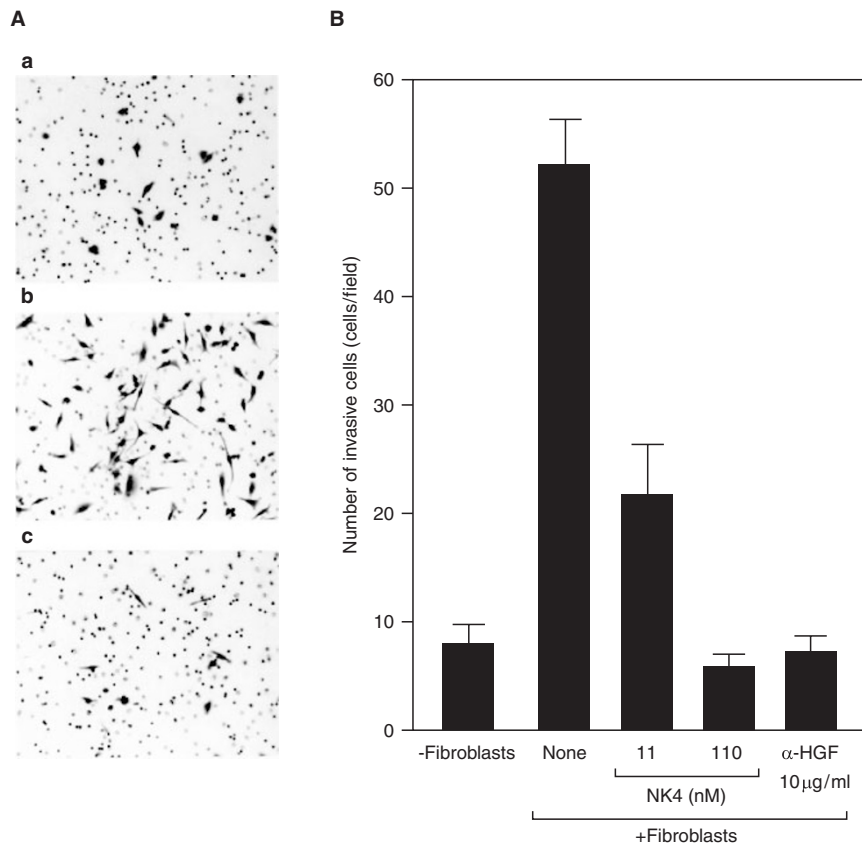 A
B
a
b
c
Number of invasive cells (cells/field)
60
50
40
30
20
10
0
-Fibroblasts
None
11
110
α-HGF
10μg/ml
NK4 (nM)
+Fibroblasts